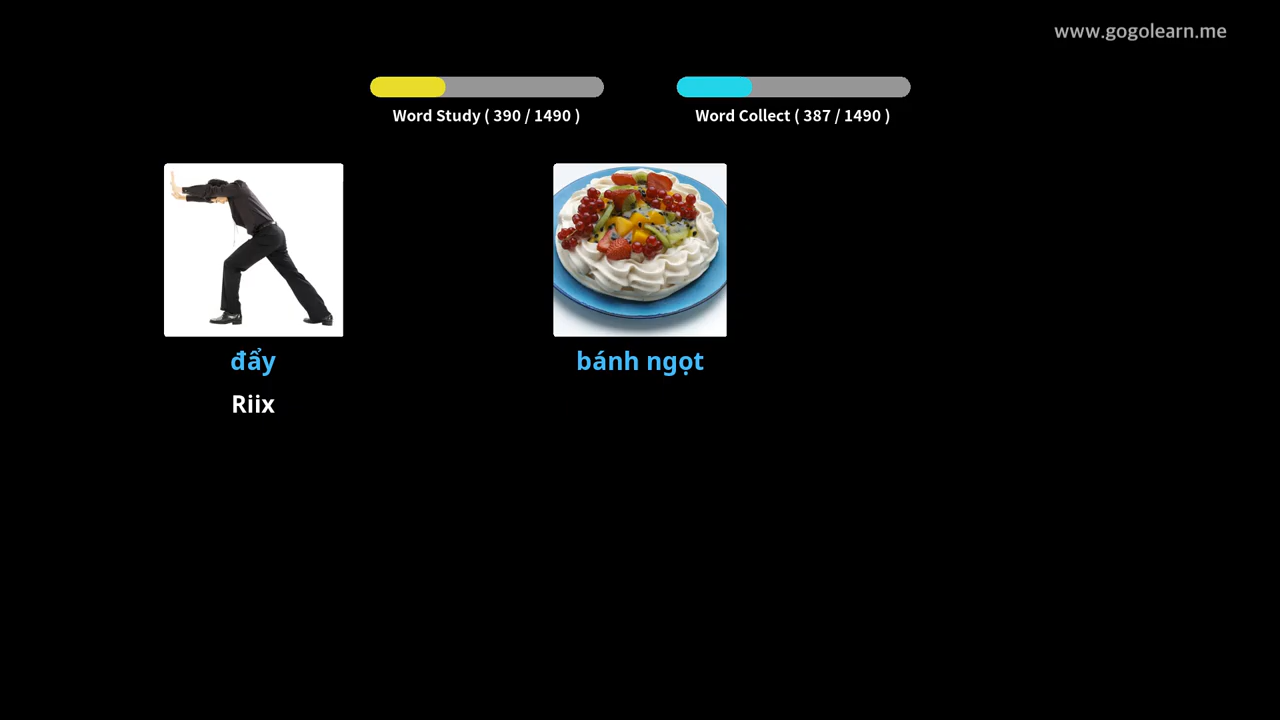 www.gogolearn.me
Word Study ( 390 / 1490 )
Word Collect ( 387 / 1490 )
đẩy
Riix
bánh ngọt